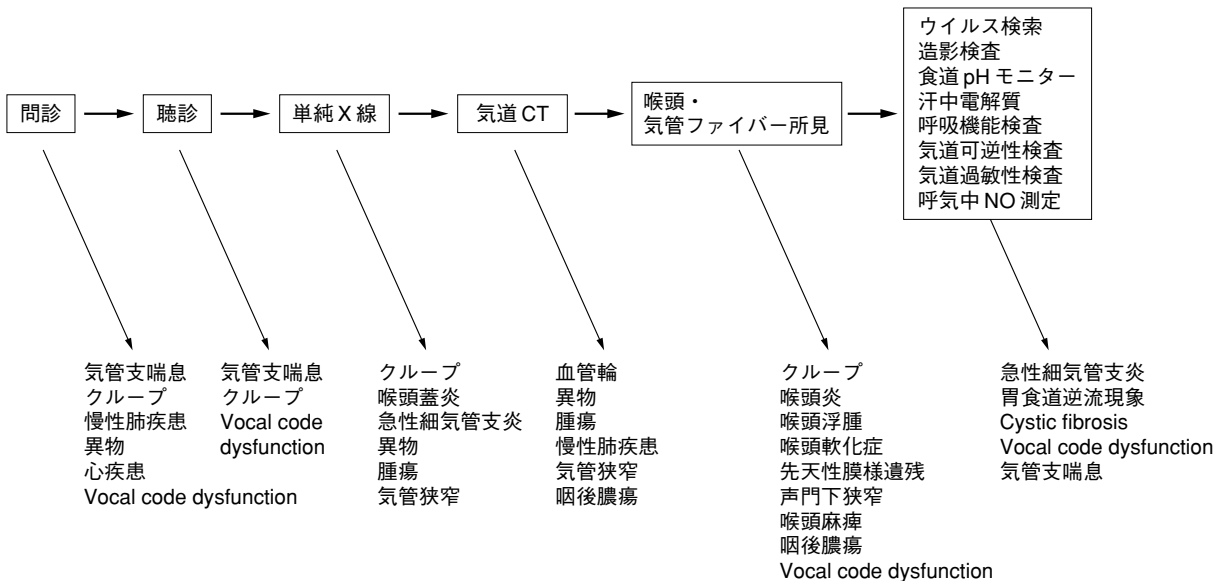 問診
聴診
単純X線
気道CT
喉頭・
気管ファイバー所見
ウイルス検索
造影検査
食道pHモニター
汗中電解質
呼吸機能検査
気道可逆性検査
気道過敏性検査
呼気中NO測定
気管支喘息
クループ
慢性肺疾患
異物
心疾患
Vocal code dysfunction
気管支喘息
クループ
Vocal code
dysfunction
クループ
喉頭蓋炎
急性細気管支炎
異物
腫瘍
気管狭窄
血管輪
異物
腫瘍
慢性肺疾患
気管狭窄
咽後膿瘍
クループ
喉頭炎
喉頭浮腫
喉頭軟化症
先天性膜様遺残
声門下狭窄
喉頭麻痺
咽後膿瘍
Vocal code dysfunction
急性細気管支炎
胃食道逆流現象
Cystic fibrosis
Vocal code dysfunction
気管支喘息